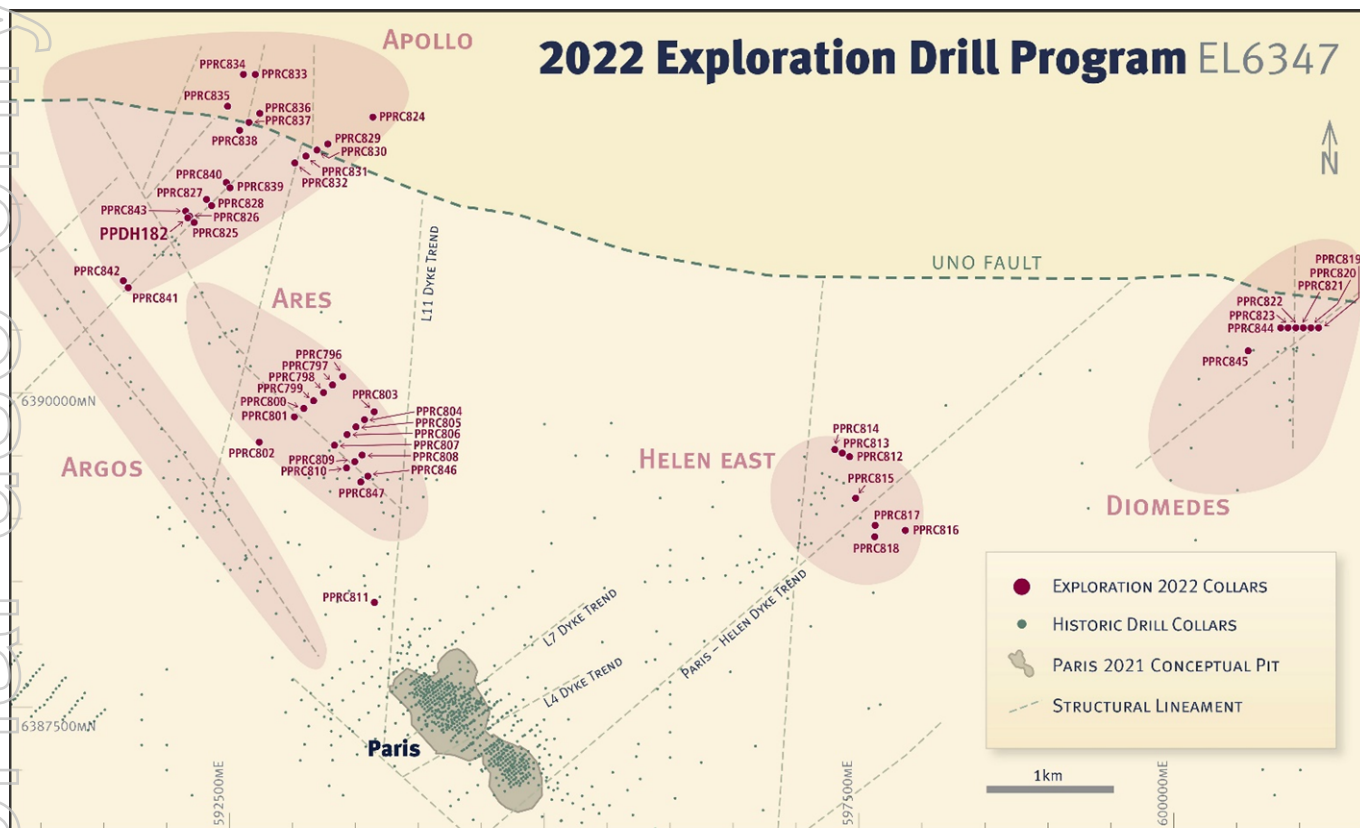 2022 Exploration Drill Program EL6347
APOLLO
PPRC834
PPRC833
PPRC835
PPRC836
PPRC837
PPRC838
PPRC824
PPRC829
PPRC830
PPRC831
PPRC832
PPRC840
PPRC839
PPRC827
PPRC828
PPRC843
PPRC826
PPDH182
PPRC825
PPRC842
PPRC841
N
UNO FAULT
L11 DYKE TREND
ARES
PPRC796
PPRC797
PPRC798
PPRC799
PPRC800
PPRC801
PPRC802
PPRC803
PPRC804
PPRC805
PPRC806
PPRC807
PPRC808
PPRC809
PPRC810
PPRC846
PPRC847
6390000MN
ARGOS
PPRC811
HELEN EAST
PPRC814
PPRC813
PPRC812
PPRC815
PPRC817
PPRC816
PPRC818
PPRC819
PPRC820
PPRC821
PPRC822
PPRC823
PPRC844
PPRC845
DIOMEDES
L7 DYKE TREND
L4 DYKE TREND
PARIS – HELEN DYKE TREND
Paris
6387500MN
592500ME
597500ME
600000ME
EXPLORATION 2022 COLLARS
HISTORIC DRILL COLLARS
PARIS 2021 CONCEPTUAL PIT
STRUCTURAL LINEAMENT
1km